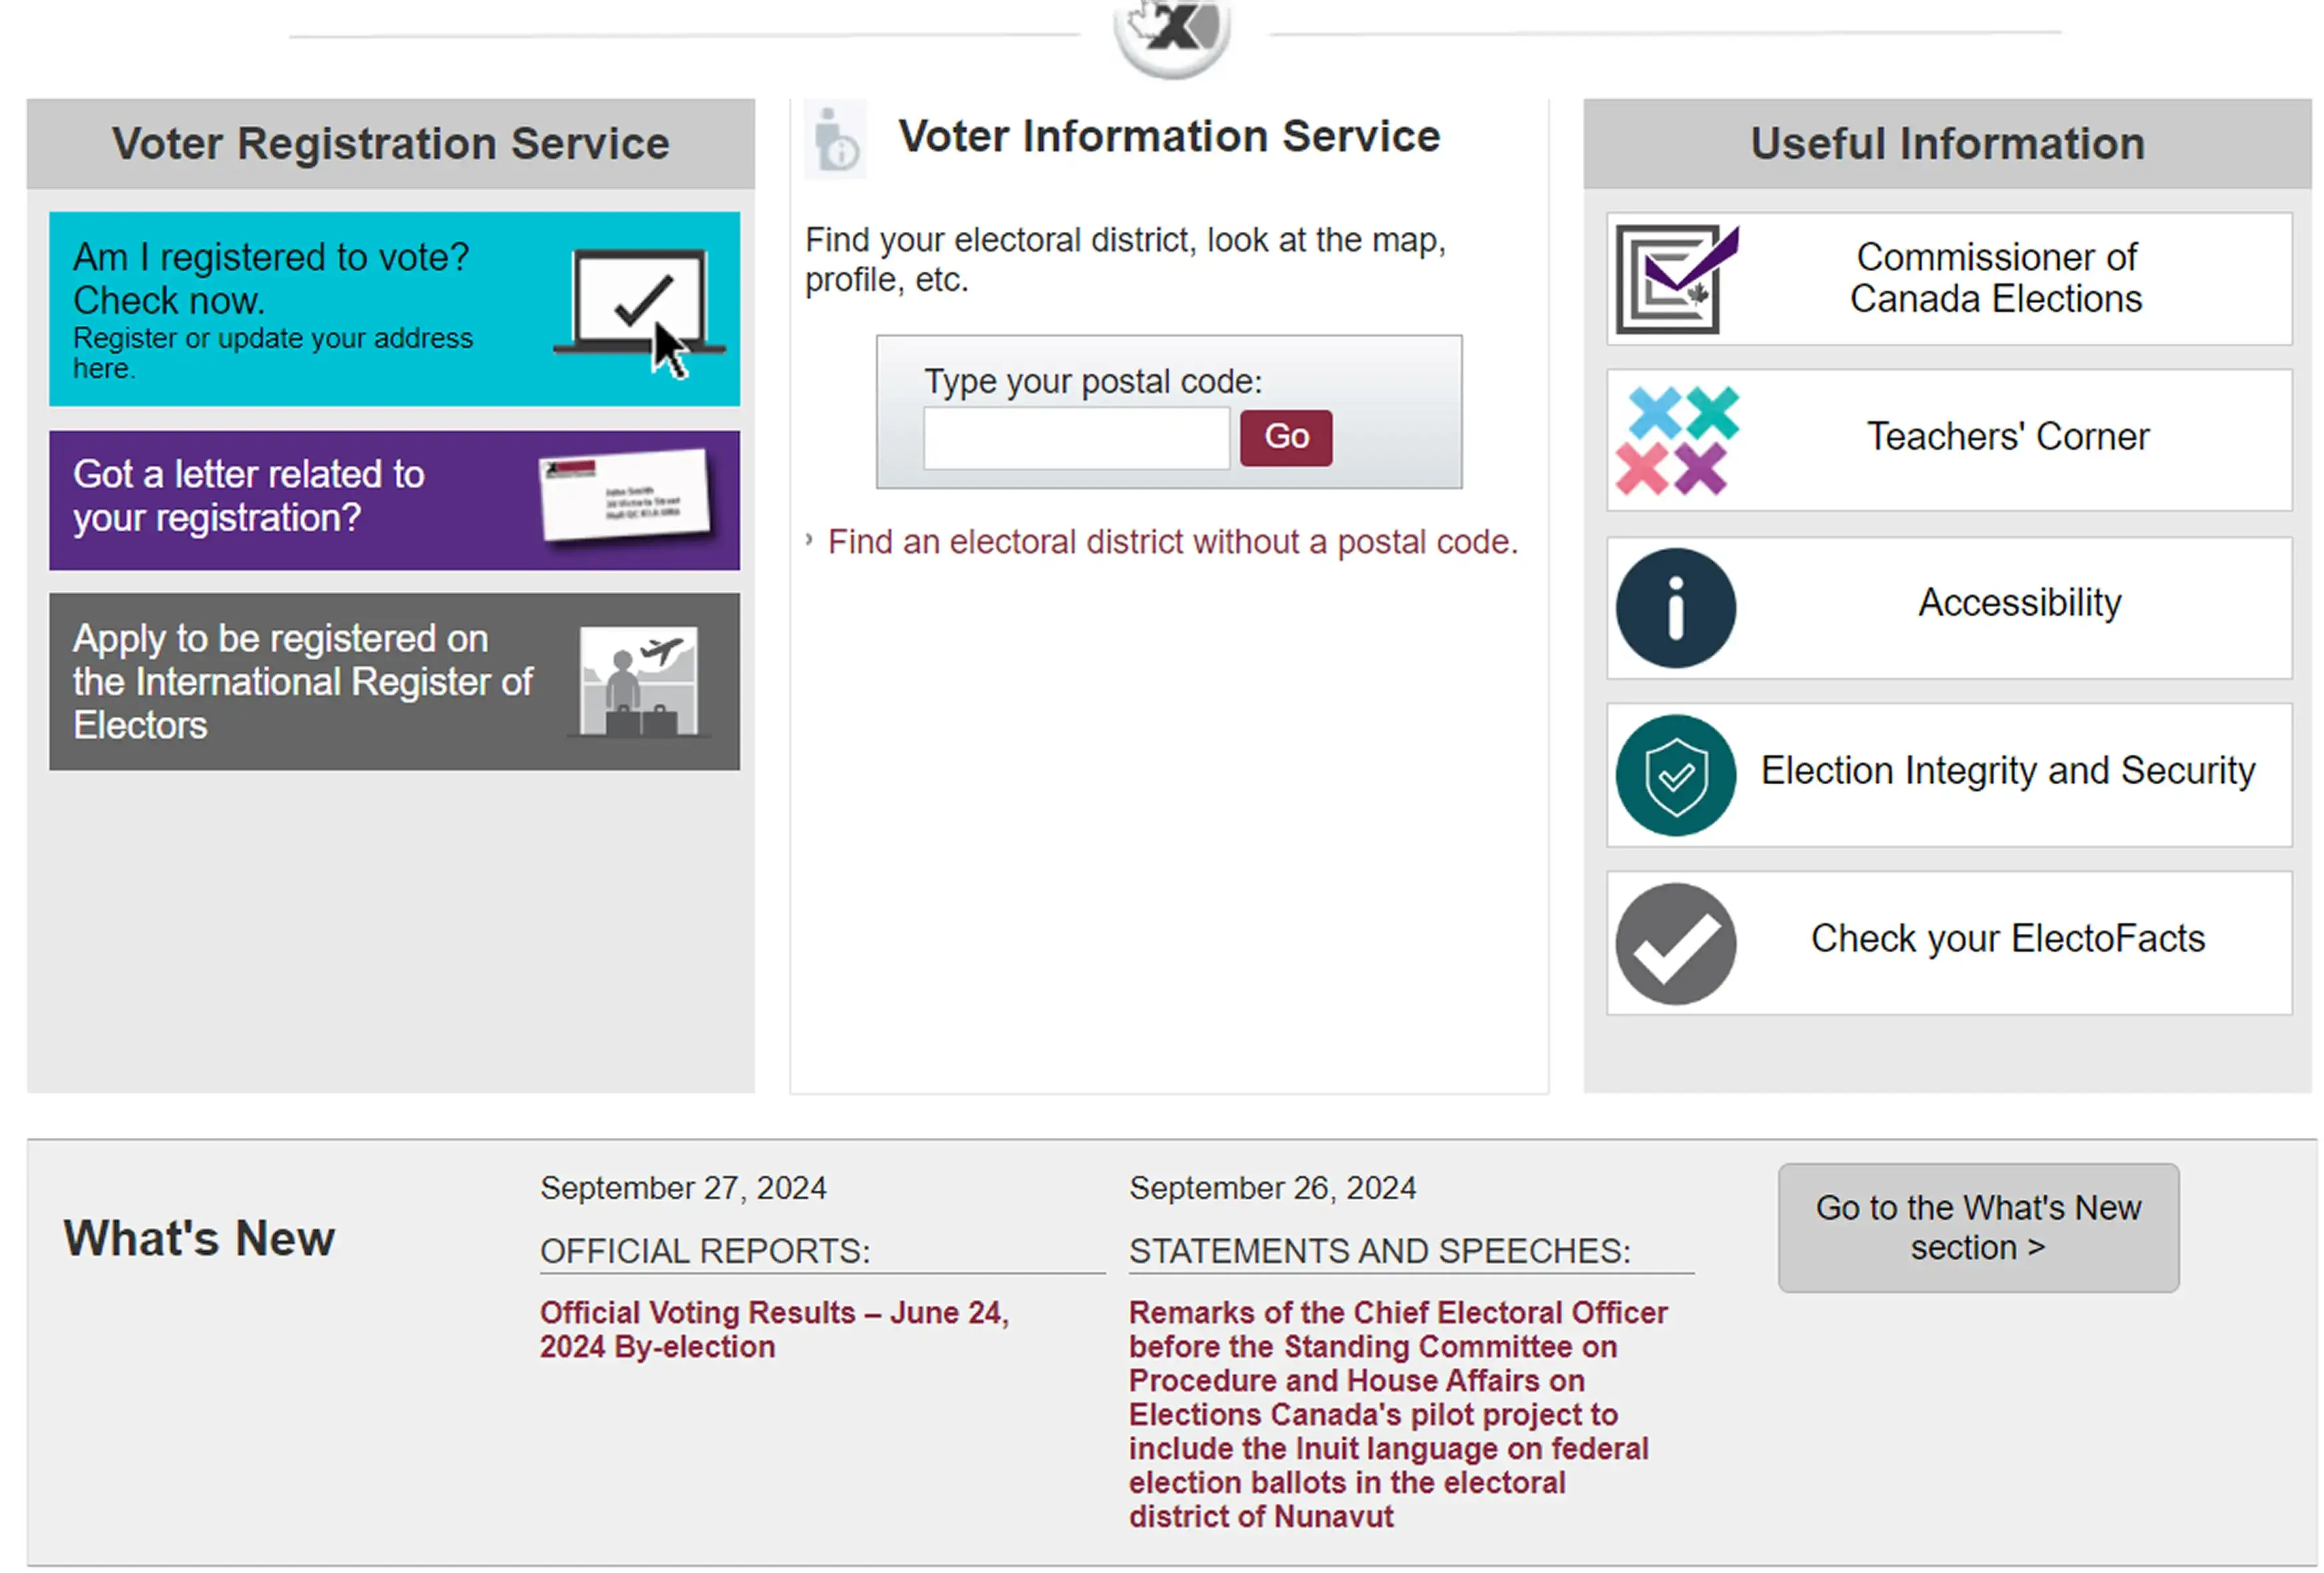 Voter Registration Service
Am I registered to vote?
Check now.
Register or update your address
here.
Got a letter related to
your registration?
John Smith
Apply to be registered on
the International Register of
Electors
Voter Information Service
Find your electoral district, look at the map,
profile, etc.
Type your postal code:
Go
Find an electoral district without a postal code.
Useful Information
Commissioner of
Canada Elections
Teachers' Corner
Accessibility
Election Integrity and Security
Check your ElectoFacts
What's New
September 27, 2024
OFFICIAL REPORTS:
Official Voting Results – June 24,
2024 By-election
September 26, 2024
STATEMENTS AND SPEECHES:
Remarks of the Chief Electoral Officer
before the Standing Committee on
Procedure and House Affairs on
Elections Canada's pilot project to
include the Inuit language on federal
election ballots in the electoral
district of Nunavut
Go to the What's New
section >